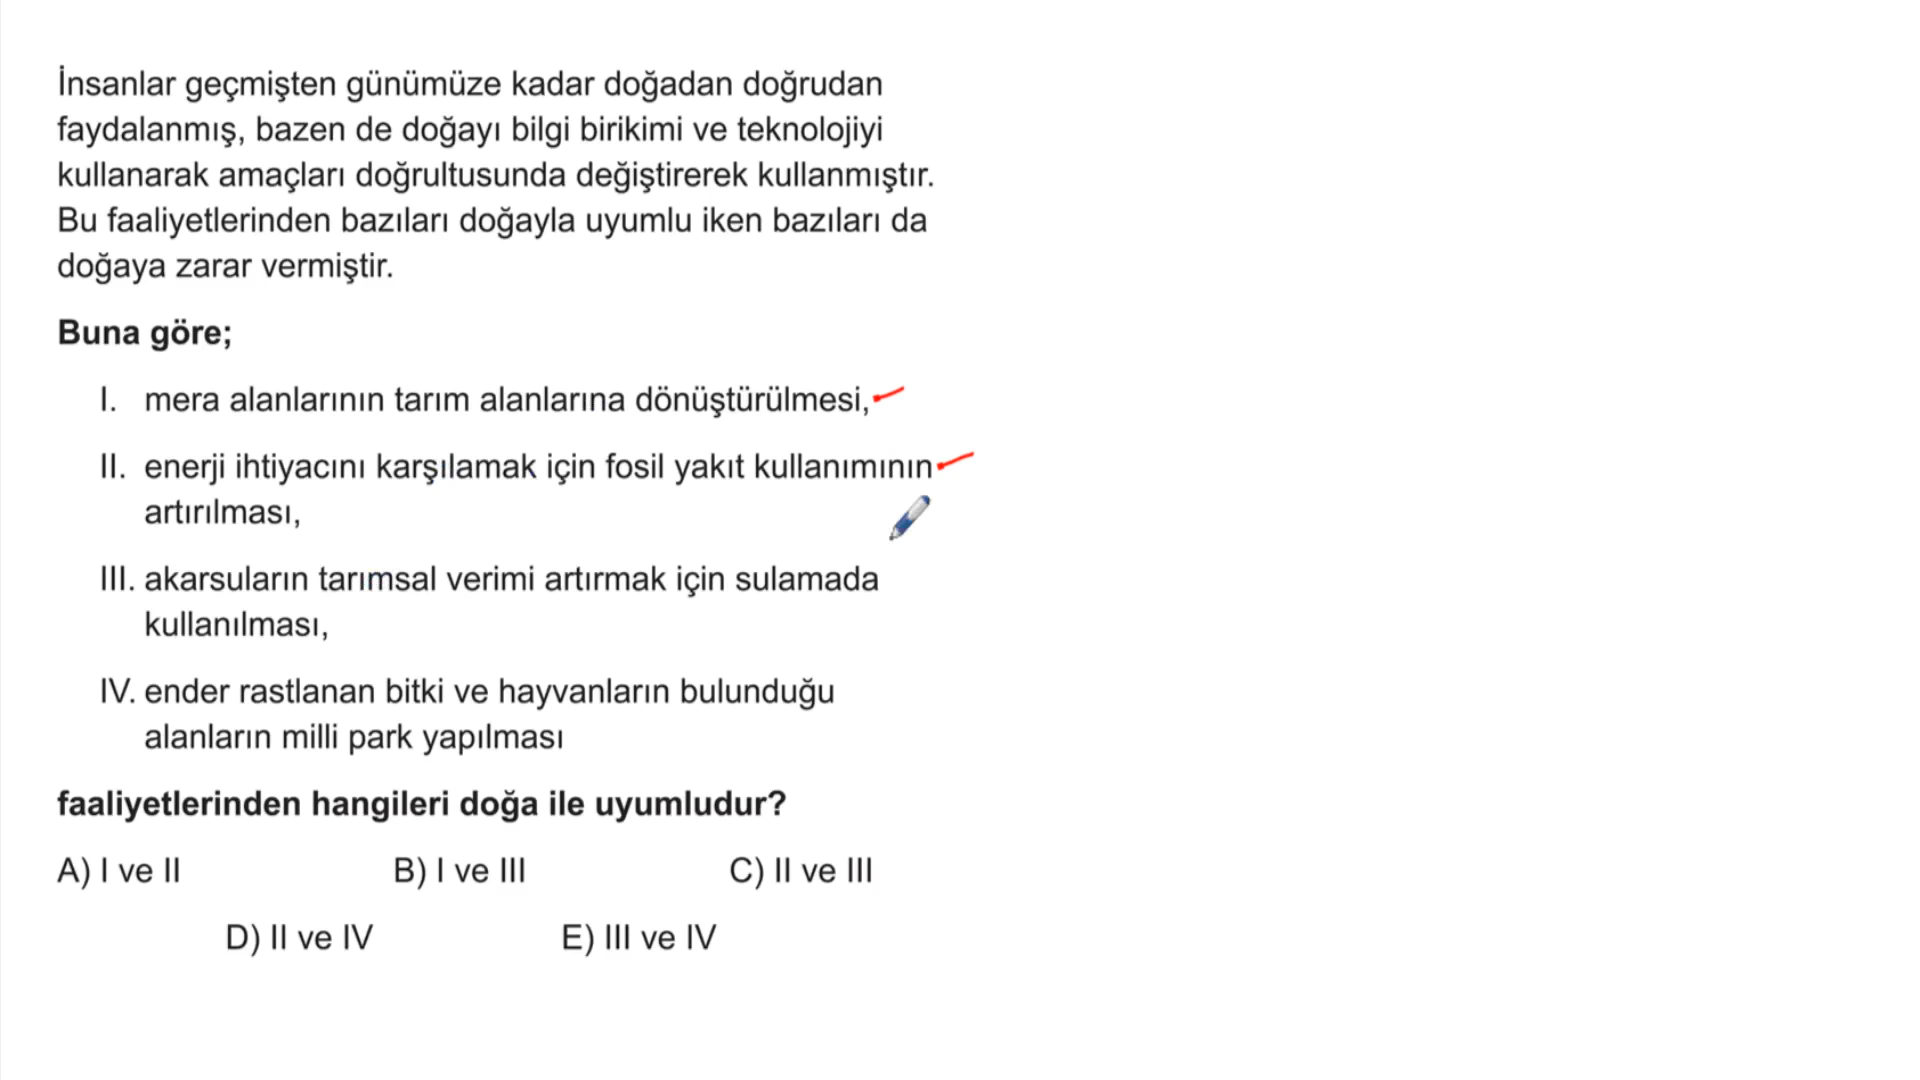 İnsanlar geçmişten günümüze kadar doğadan doğrudan
faydalanmış, bazen de doğayı bilgi birikimi ve teknolojiyi
kullanarak amaçları doğrultusunda değiştirerek kullanmıştır.
Bu faaliyetlerinden bazıları doğayla uyumlu iken bazıları da
doğaya zarar vermiştir.
Buna göre;
I. mera alanlarının tarım alanlarına dönüştürülmesi,
II. enerji ihtiyacını karşılamak için fosil yakıt kullanımının
artırılması,
III. akarsuların tarımsal verimi artırmak için sulamada
kullanılması,
IV. ender rastlanan bitki ve hayvanların bulunduğu
alanların milli park yapılması
faaliyetlerinden hangileri doğa ile uyumludur?
A) I ve II B) I ve III C) II ve III
D) II ve IV E) III ve IV